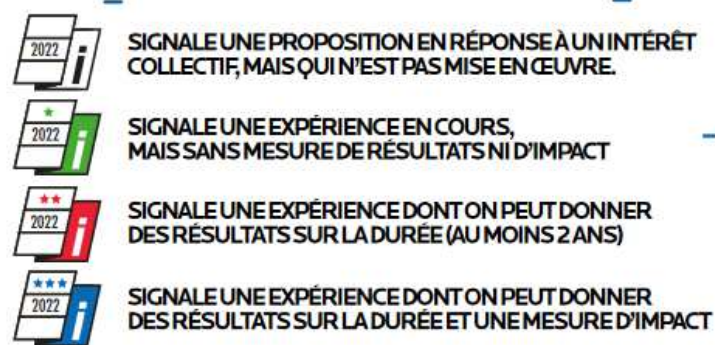 2022 i
SIGNALE UNE PROPOSITION EN RÉPONSE À UN INTÉRÊT
COLLECTIF, MAIS QUI N'EST PAS MISE EN ŒUVRE.
★
2022 i
SIGNALE UNE EXPÉRIENCE EN COURS,
MAIS SANS MESURE DE RÉSULTATS NI D'IMPACT
★★
2022 i
SIGNALE UNE EXPÉRIENCE DONT ON PEUT DONNER
DES RÉSULTATS SUR LA DURÉE (AU MOINS 2 ANS)
★★★
2022 i
SIGNALE UNE EXPÉRIENCE DONT ON PEUT DONNER
DES RÉSULTATS SUR LA DURÉE ET UNE MESURE D'IMPACT